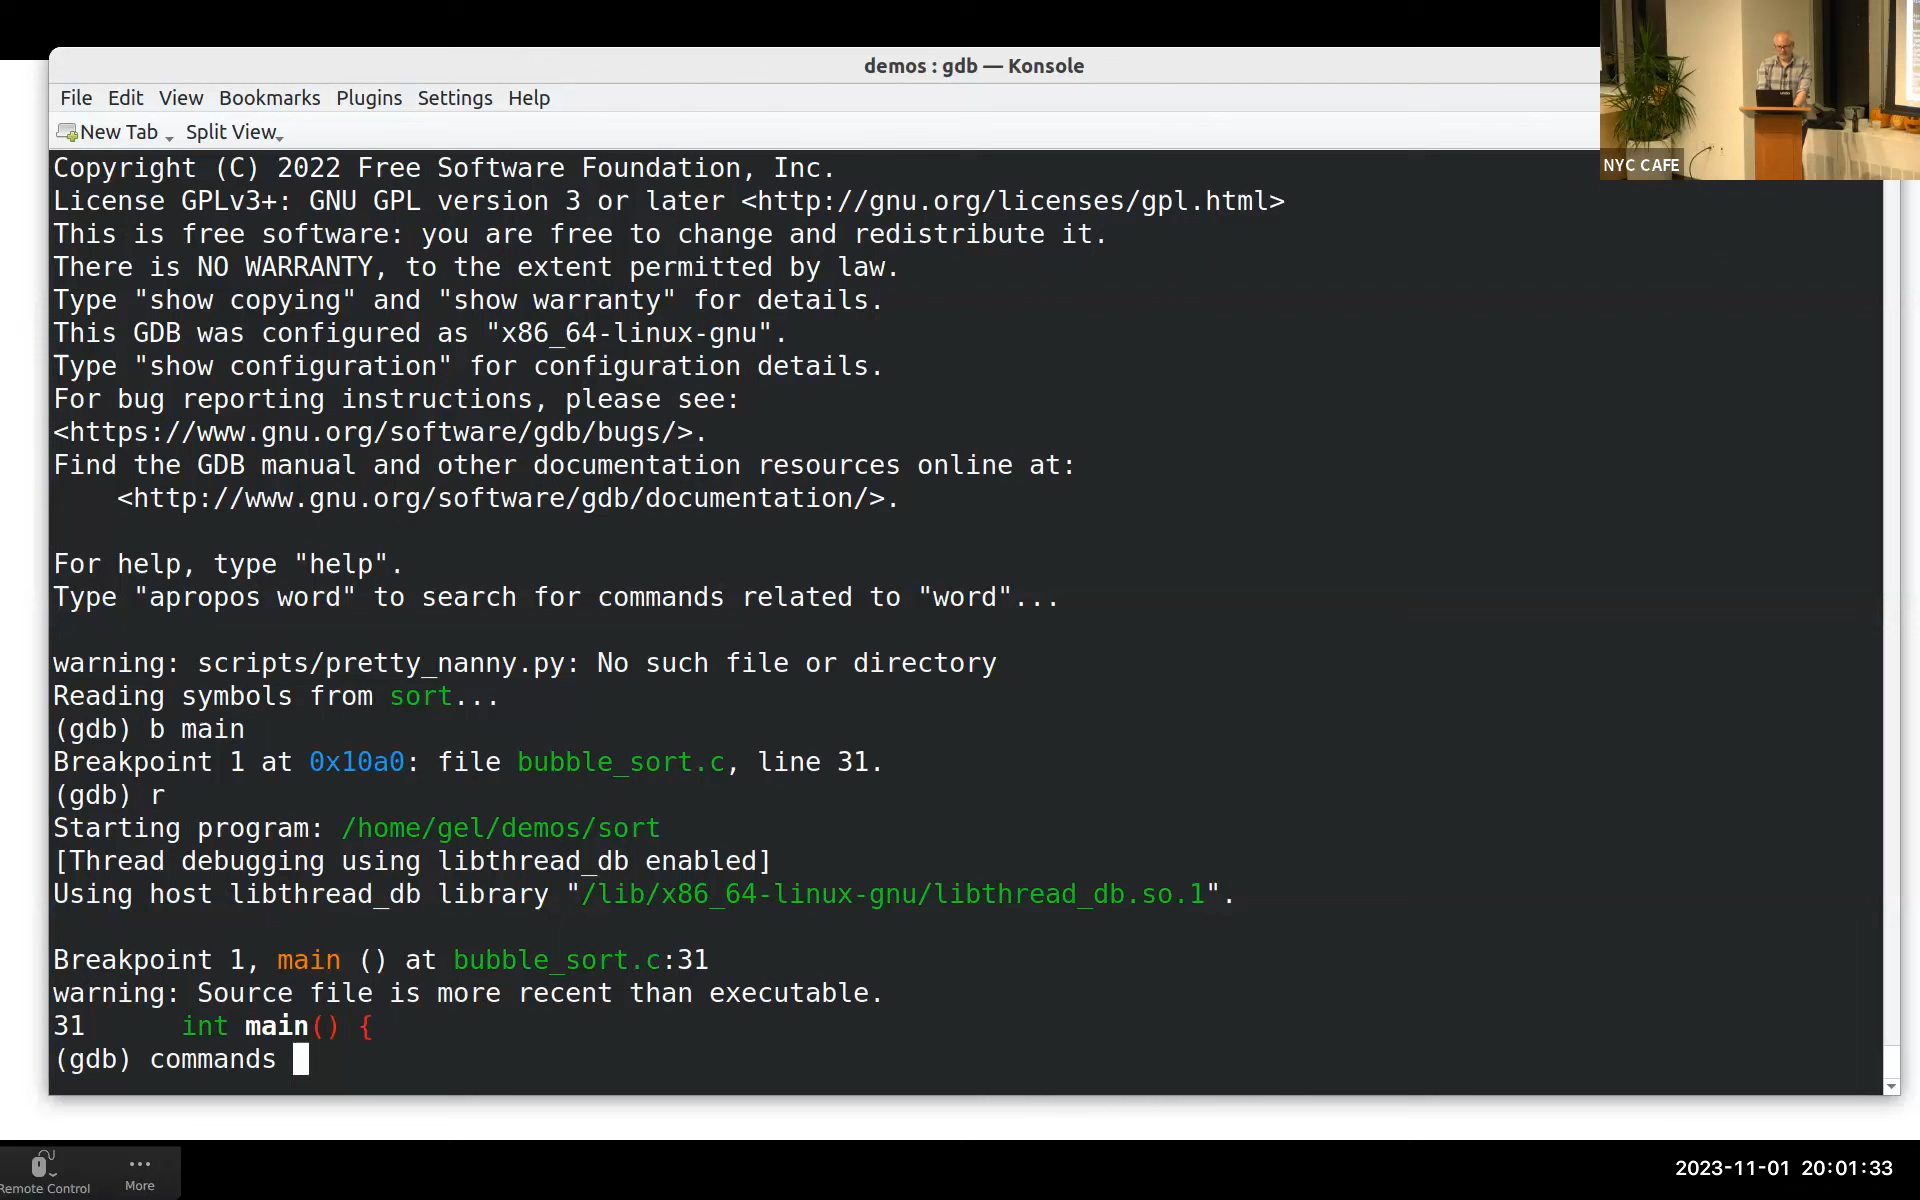 demos : gdb — Konsole
File Edit View Bookmarks Plugins Settings Help
New Tab Split View
NYC CAFE
Copyright (C) 2022 Free Software Foundation, Inc.
License GPLv3+: GNU GPL version 3 or later <http://gnu.org/licenses/gpl.html>
This is free software: you are free to change and redistribute it.
There is NO WARRANTY, to the extent permitted by law.
Type "show copying" and "show warranty" for details.
This GDB was configured as "x86_64-linux-gnu".
Type "show configuration" for configuration details.
For bug reporting instructions, please see:
<https://www.gnu.org/software/gdb/bugs/>.
Find the GDB manual and other documentation resources online at:
    <http://www.gnu.org/software/gdb/documentation/>.
For help, type "help".
Type "apropos word" to search for commands related to "word"...
warning: scripts/pretty_nanny.py: No such file or directory
Reading symbols from sort...
(gdb) b main
Breakpoint 1 at 0x10a0: file bubble_sort.c, line 31.
(gdb) r
Starting program: /home/gel/demos/sort
[Thread debugging using libthread_db enabled]
Using host libthread_db library "/lib/x86_64-linux-gnu/libthread_db.so.1".
Breakpoint 1, main () at bubble_sort.c:31
warning: Source file is more recent than executable.
31      int main() {
(gdb) commands
Remote Control More
2023-11-01 20:01:33